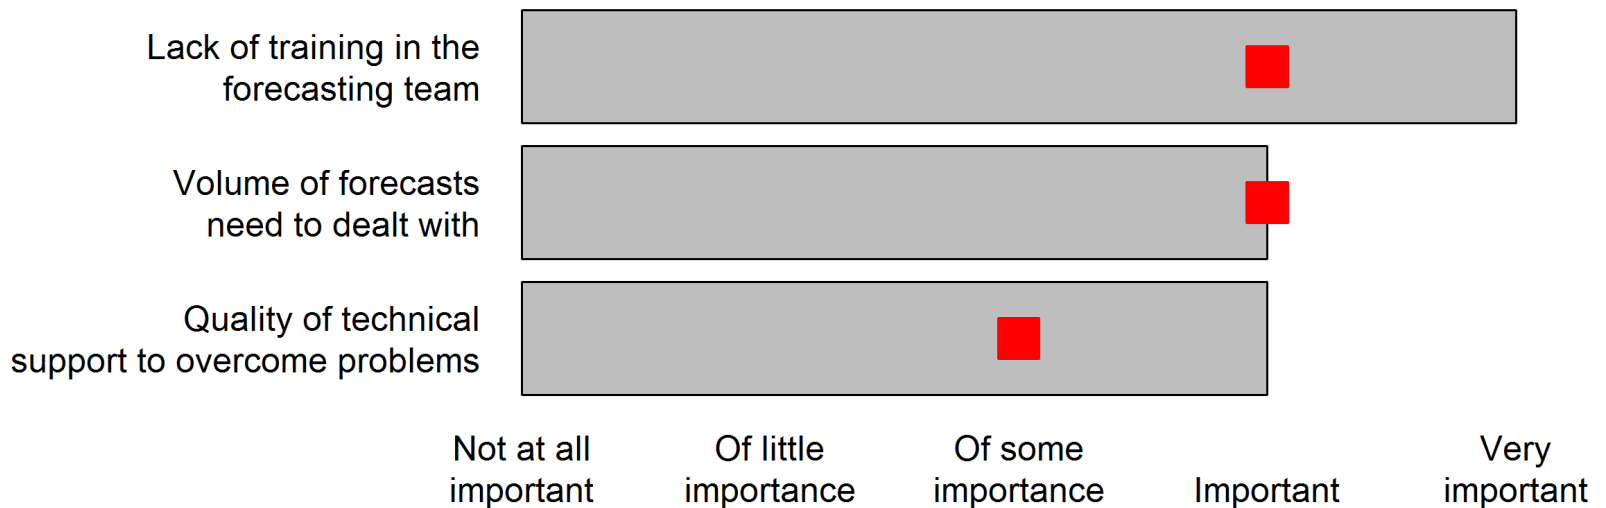 Lack of training in the
forecasting team
Volume of forecasts
need to dealt with
Quality of technical
support to overcome problems
Not at all
important
Of little
importance
Of some
importance
Important
Very
important